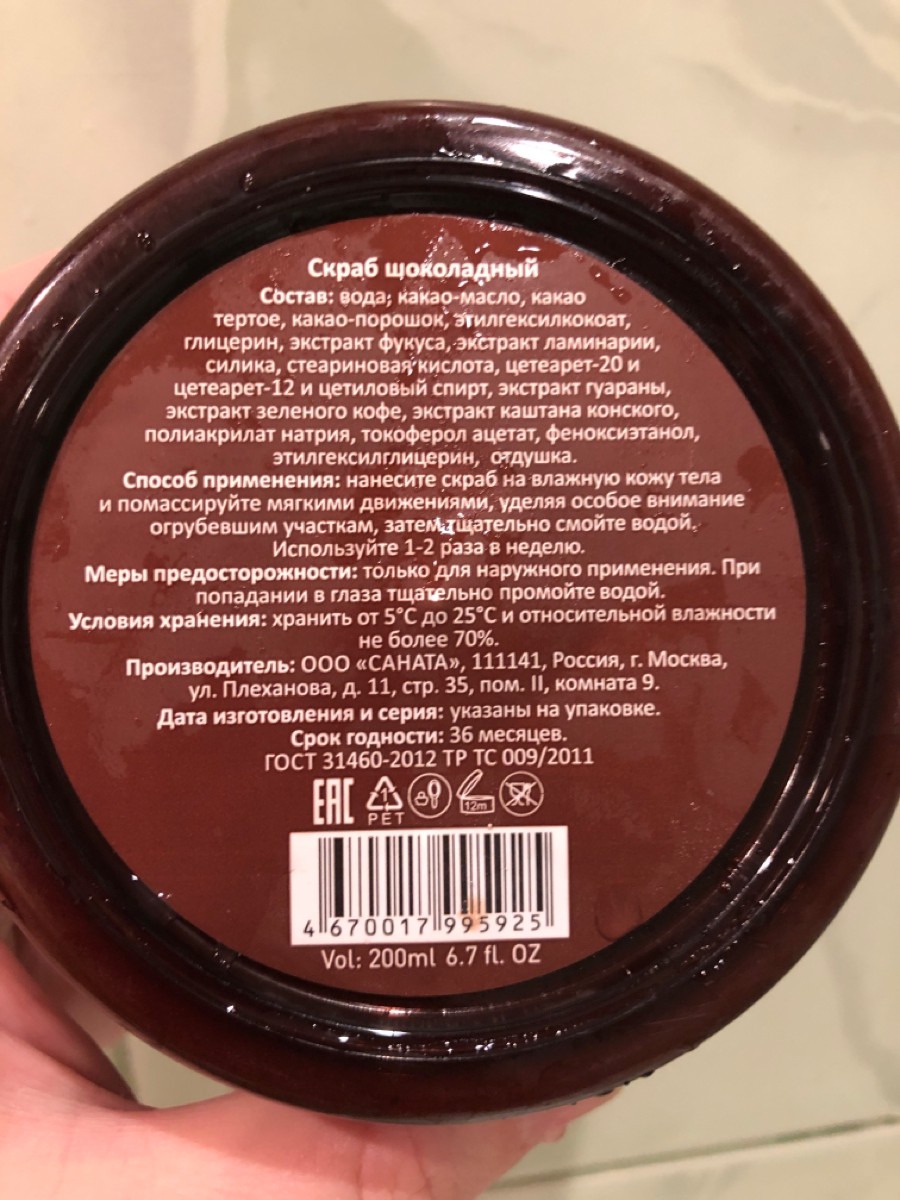 Скраб шоколадный
Состав: вода, какао-масло, какао
тертое, какао-порошок, этилгексилкокоат,
глицерин, экстракт фукуса, экстракт ламинарии,
силика, стеариновая кислота, цетеарет-20 и
цетеарет-12 и цетиловый спирт, экстракт гуараны,
экстракт зеленого кофе, экстракт каштана конского,
полиакрилат натрия, токоферол ацетат, феноксиэтанол,
этилгексилглицерин, отдушка.
Способ применения: нанесите скраб на влажную кожу тела
и помассируйте мягкими движениями, уделяя особое внимание
огрубевшим участкам, затем тщательно смойте водой.
Используйте 1-2 раза в неделю.
Меры предосторожности: только для наружного применения. При
попадании в глаза тщательно промойте водой.
Условия хранения: хранить от 5°С до 25°С и относительной влажности
не более 70%.
Производитель: ООО «САНАТА», 111141, Россия, г. Москва,
ул. Плеханова, д. 11, стр. 35, пом. II, комната 9.
Дата изготовления и серия: указаны на упаковке.
Срок годности: 36 месяцев.
ГОСТ 31460-2012 ТР ТС 009/2011
EAC 1 PET 12m
4 670017 995925
Vol: 200ml 6.7 fl. OZ